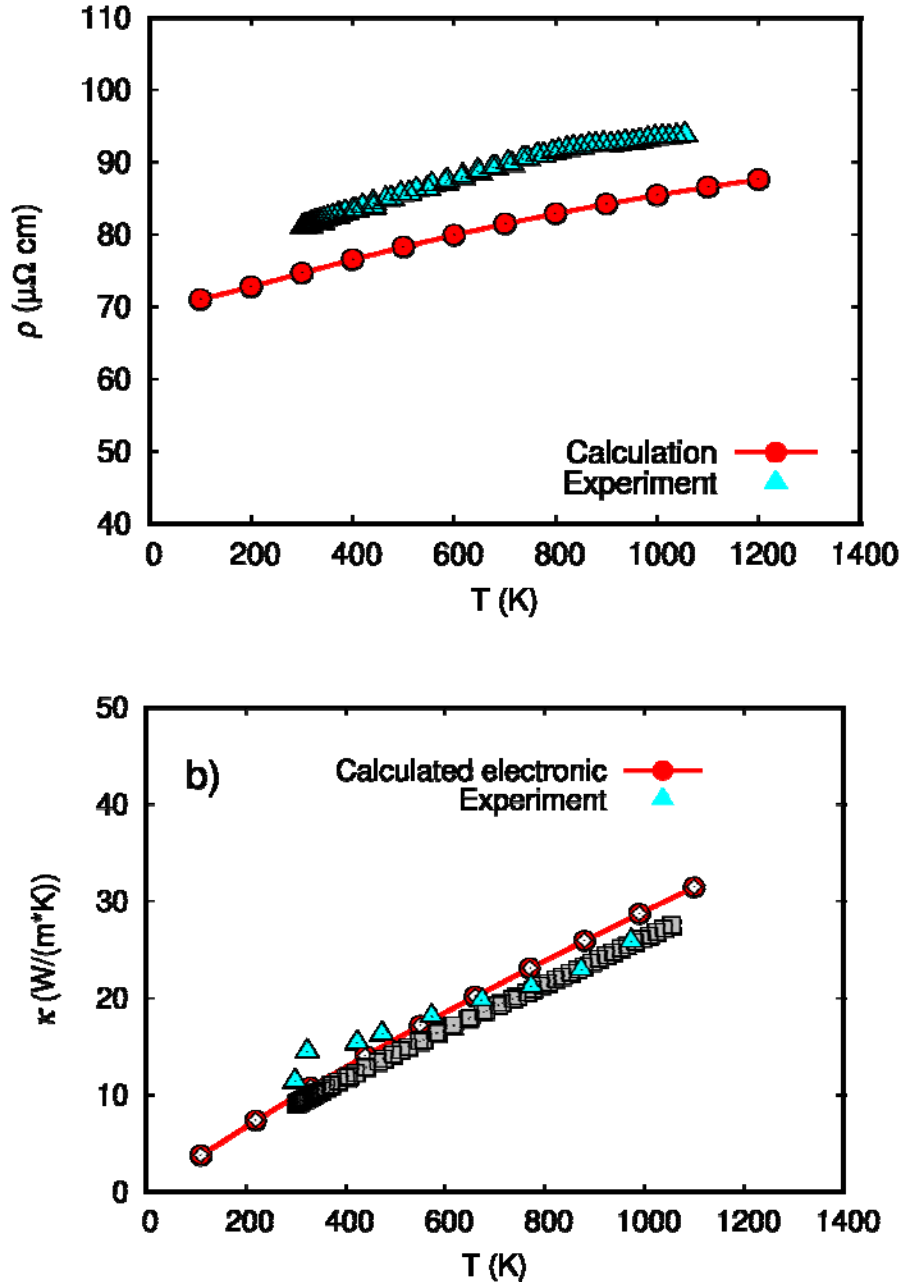 110
100
90
80
70
60
50
40
ρ (μΩ cm)
Calculation
Experiment
0 200 400 600 800 1000 1200 1400
T (K)
50
40
30
20
10
0
κ (W/(m*K))
b)
Calculated electronic
Experiment
0 200 400 600 800 1000 1200 1400
T (K)